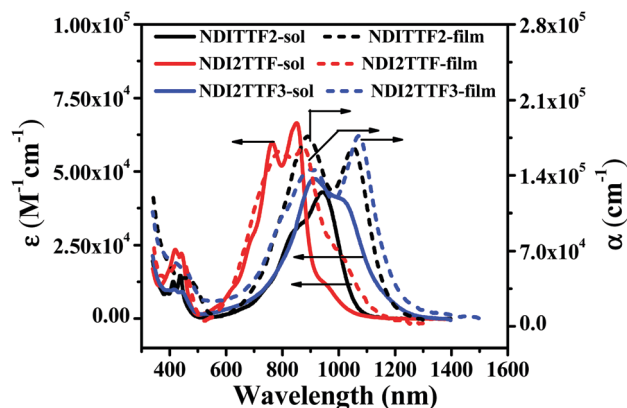 1.00x10⁵
7.50x10⁴
5.00x10⁴
2.50x10⁴
0.00
ε (M⁻¹cm⁻¹)
NDITTF2-sol NDITTF2-film
NDI2TTF-sol NDI2TTF-film
NDI2TTF3-sol NDI2TTF3-film
2.8x10⁵
2.1x10⁵
1.4x10⁵
7.0x10⁴
0.0
α (cm⁻¹)
400 600 800 1000 1200 1400 1600
Wavelength (nm)